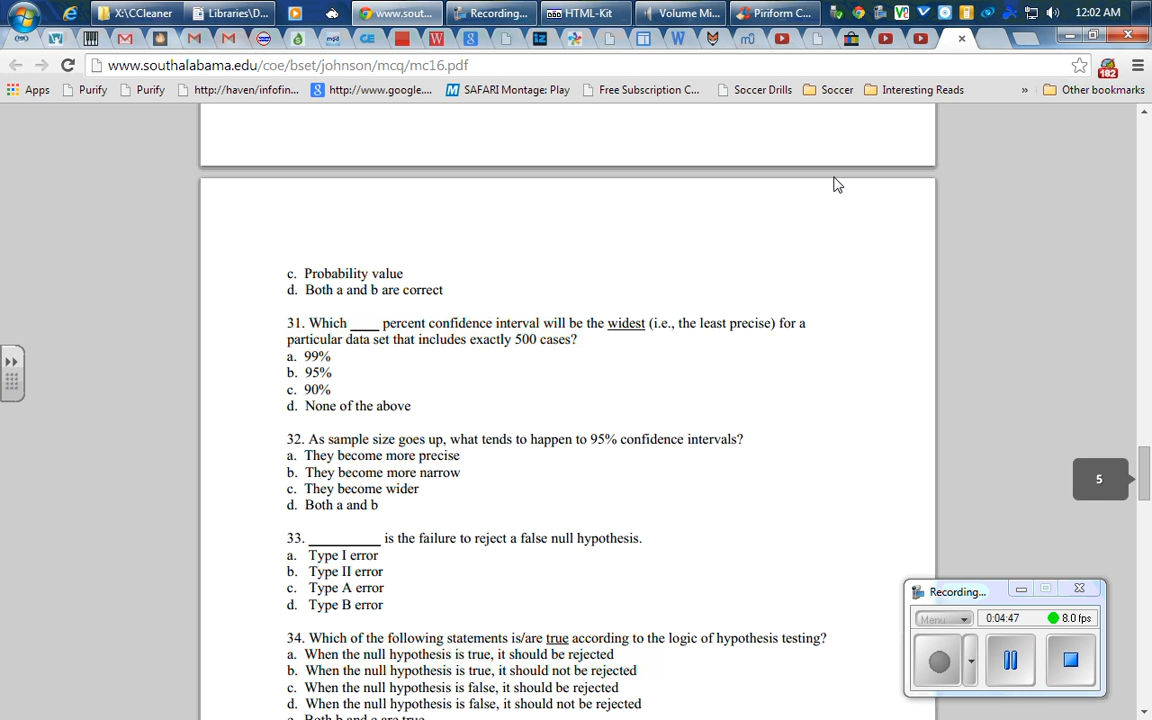 X:\CCleaner
Libraries\D...
www.sout...
Recording...
HTML-Kit
Volume Mi...
Piriform C...
12:02 AM
www.southalabama.edu/coe/bset/johnson/mcq/mc16.pdf
182
Apps
Purify
Purify
http://haven/infofin...
http://www.google....
SAFARI Montage: Play
Free Subscription C...
Soccer Drills
Soccer
Interesting Reads
»
Other bookmarks
c. Probability value
d. Both a and b are correct
31. Which ____ percent confidence interval will be the widest (i.e., the least precise) for a
particular data set that includes exactly 500 cases?
a. 99%
b. 95%
c. 90%
d. None of the above
32. As sample size goes up, what tends to happen to 95% confidence intervals?
a. They become more precise
b. They become more narrow
c. They become wider
d. Both a and b
33. __________ is the failure to reject a false null hypothesis.
a. Type I error
b. Type II error
c. Type A error
d. Type B error
34. Which of the following statements is/are true according to the logic of hypothesis testing?
a. When the null hypothesis is true, it should be rejected
b. When the null hypothesis is true, it should not be rejected
c. When the null hypothesis is false, it should be rejected
d. When the null hypothesis is false, it should not be rejected
e. Both b and c are true
5
Recording...
Menu
0:04:47
8.0 fps